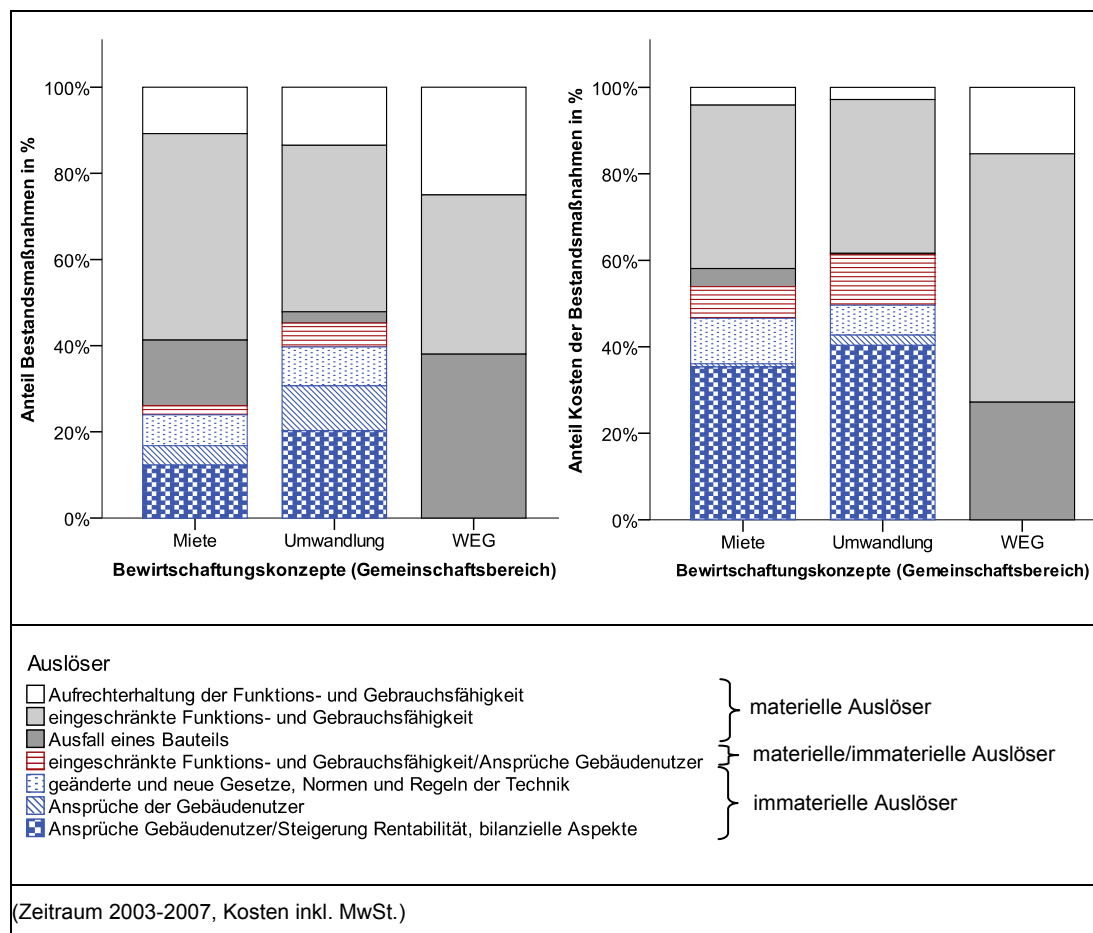 Anteil Bestandsmaßnahmen in %
100%
80%
60%
40%
20%
0%
Miete
Umwandlung
WEG
Bewirtschaftungskonzepte (Gemeinschaftsbereich)
Anteil Kosten der Bestandsmaßnahmen in %
100%
80%
60%
40%
20%
0%
Miete
Umwandlung
WEG
Bewirtschaftungskonzepte (Gemeinschaftsbereich)
Auslöser
Aufrechterhaltung der Funktions- und Gebrauchsfähigkeit
eingeschränkte Funktions- und Gebrauchsfähigkeit
Ausfall eines Bauteils
eingeschränkte Funktions- und Gebrauchsfähigkeit/Ansprüche Gebäudenutzer
geänderte und neue Gesetze, Normen und Regeln der Technik
Ansprüche der Gebäudenutzer
Ansprüche Gebäudenutzer/Steigerung Rentabilität, bilanzielle Aspekte
materielle Auslöser
materielle/immaterielle Auslöser
immaterielle Auslöser
(Zeitraum 2003-2007, Kosten inkl. MwSt.)